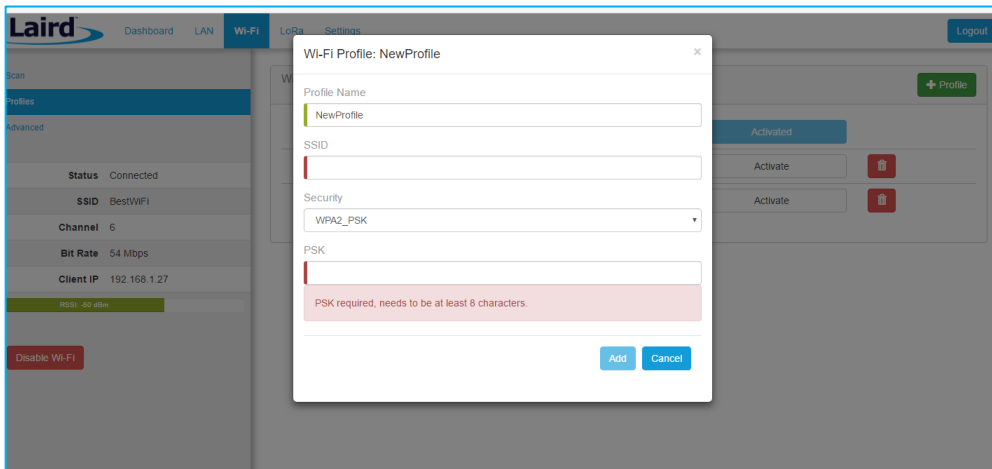 Laird
Dashboard LAN Wi-Fi LoRa Settings Logout
Scan
Profiles
Advanced
Status Connected
SSID BestWiFi
Channel 6
Bit Rate 54 Mbps
Client IP 192.168.1.27
RSSI: -50 dBm
Disable Wi-Fi
Wi-Fi Profile: NewProfile ×
Profile Name
NewProfile
SSID
Security
WPA2_PSK
PSK
PSK required, needs to be at least 8 characters.
Add Cancel
+ Profile
Activated
Activate
Activate